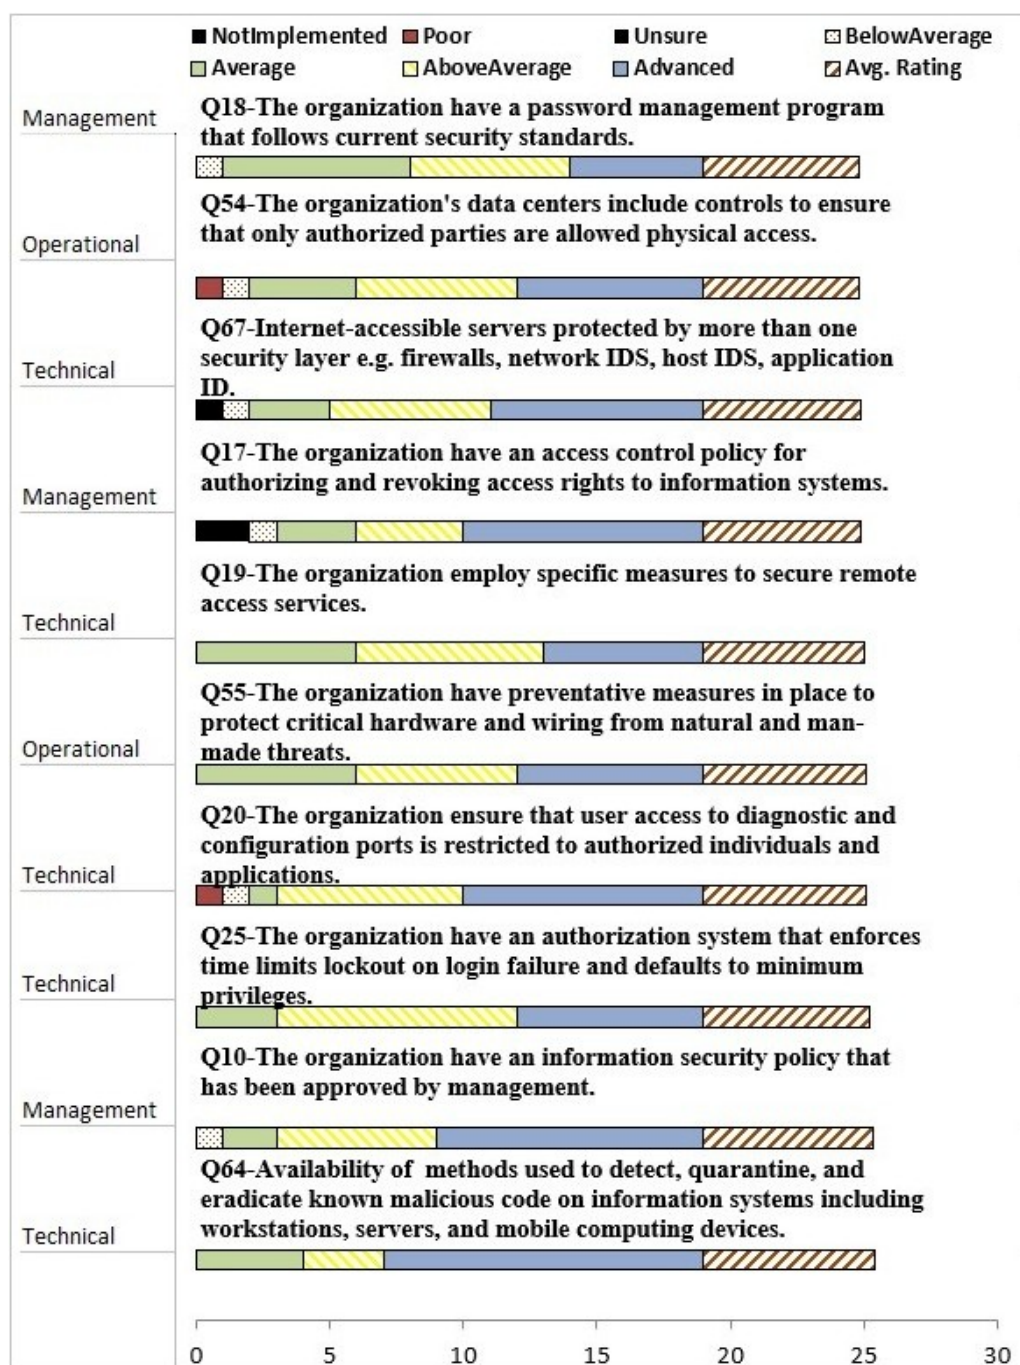 NotImplemented Poor Unsure BelowAverage
Average AboveAverage Advanced Avg. Rating
Management
Q18-The organization have a password management program
that follows current security standards.
Operational
Q54-The organization's data centers include controls to ensure
that only authorized parties are allowed physical access.
Technical
Q67-Internet-accessible servers protected by more than one
security layer e.g. firewalls, network IDS, host IDS, application
ID.
Management
Q17-The organization have an access control policy for
authorizing and revoking access rights to information systems.
Technical
Q19-The organization employ specific measures to secure remote
access services.
Operational
Q55-The organization have preventative measures in place to
protect critical hardware and wiring from natural and man-
made threats.
Technical
Q20-The organization ensure that user access to diagnostic and
configuration ports is restricted to authorized individuals and
applications.
Technical
Q25-The organization have an authorization system that enforces
time limits lockout on login failure and defaults to minimum
privileges.
Management
Q10-The organization have an information security policy that
has been approved by management.
Technical
Q64-Availability of methods used to detect, quarantine, and
eradicate known malicious code on information systems including
workstations, servers, and mobile computing devices.
0 5 10 15 20 25 30